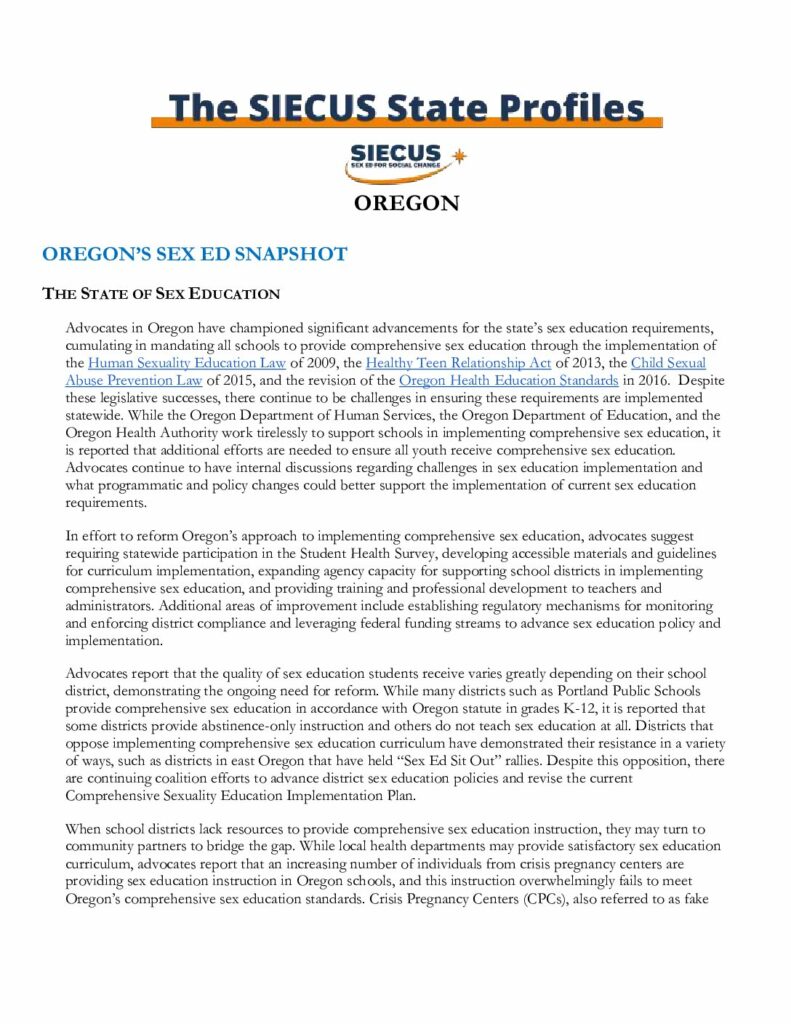 The SIECUS State Profiles
SIECUS
SEX ED FOR SOCIAL CHANGE
OREGON
OREGON'S SEX ED SNAPSHOT
THE STATE OF SEX EDUCATION
Advocates in Oregon have championed significant advancements for the state's sex education requirements,
cumulating in mandating all schools to provide comprehensive sex education through the implementation of
the Human Sexuality Education Law of 2009, the Healthy Teen Relationship Act of 2013, the Child Sexual
Abuse Prevention Law of 2015, and the revision of the Oregon Health Education Standards in 2016. Despite
these legislative successes, there continue to be challenges in ensuring these requirements are implemented
statewide. While the Oregon Department of Human Services, the Oregon Department of Education, and the
Oregon Health Authority work tirelessly to support schools in implementing comprehensive sex education, it
is reported that additional efforts are needed to ensure all youth receive comprehensive sex education.
Advocates continue to have internal discussions regarding challenges in sex education implementation and
what programmatic and policy changes could better support the implementation of current sex education
requirements.
In effort to reform Oregon's approach to implementing comprehensive sex education, advocates suggest
requiring statewide participation in the Student Health Survey, developing accessible materials and guidelines
for curriculum implementation, expanding agency capacity for supporting school districts in implementing
comprehensive sex education, and providing training and professional development to teachers and
administrators. Additional areas of improvement include establishing regulatory mechanisms for monitoring
and enforcing district compliance and leveraging federal funding streams to advance sex education policy and
implementation.
Advocates report that the quality of sex education students receive varies greatly depending on their school
district, demonstrating the ongoing need for reform. While many districts such as Portland Public Schools
provide comprehensive sex education in accordance with Oregon statute in grades K-12, it is reported that
some districts provide abstinence-only instruction and others do not teach sex education at all. Districts that
oppose implementing comprehensive sex education curriculum have demonstrated their resistance in a variety
of ways, such as districts in east Oregon that have held "Sex Ed Sit Out" rallies. Despite this opposition, there
are continuing coalition efforts to advance district sex education policies and revise the current
Comprehensive Sexuality Education Implementation Plan.
When school districts lack resources to provide comprehensive sex education instruction, they may turn to
community partners to bridge the gap. While local health departments may provide satisfactory sex education
curriculum, advocates report that an increasing number of individuals from crisis pregnancy centers are
providing sex education instruction in Oregon schools, and this instruction overwhelmingly fails to meet
Oregon's comprehensive sex education standards. Crisis Pregnancy Centers (CPCs), also referred to as fake